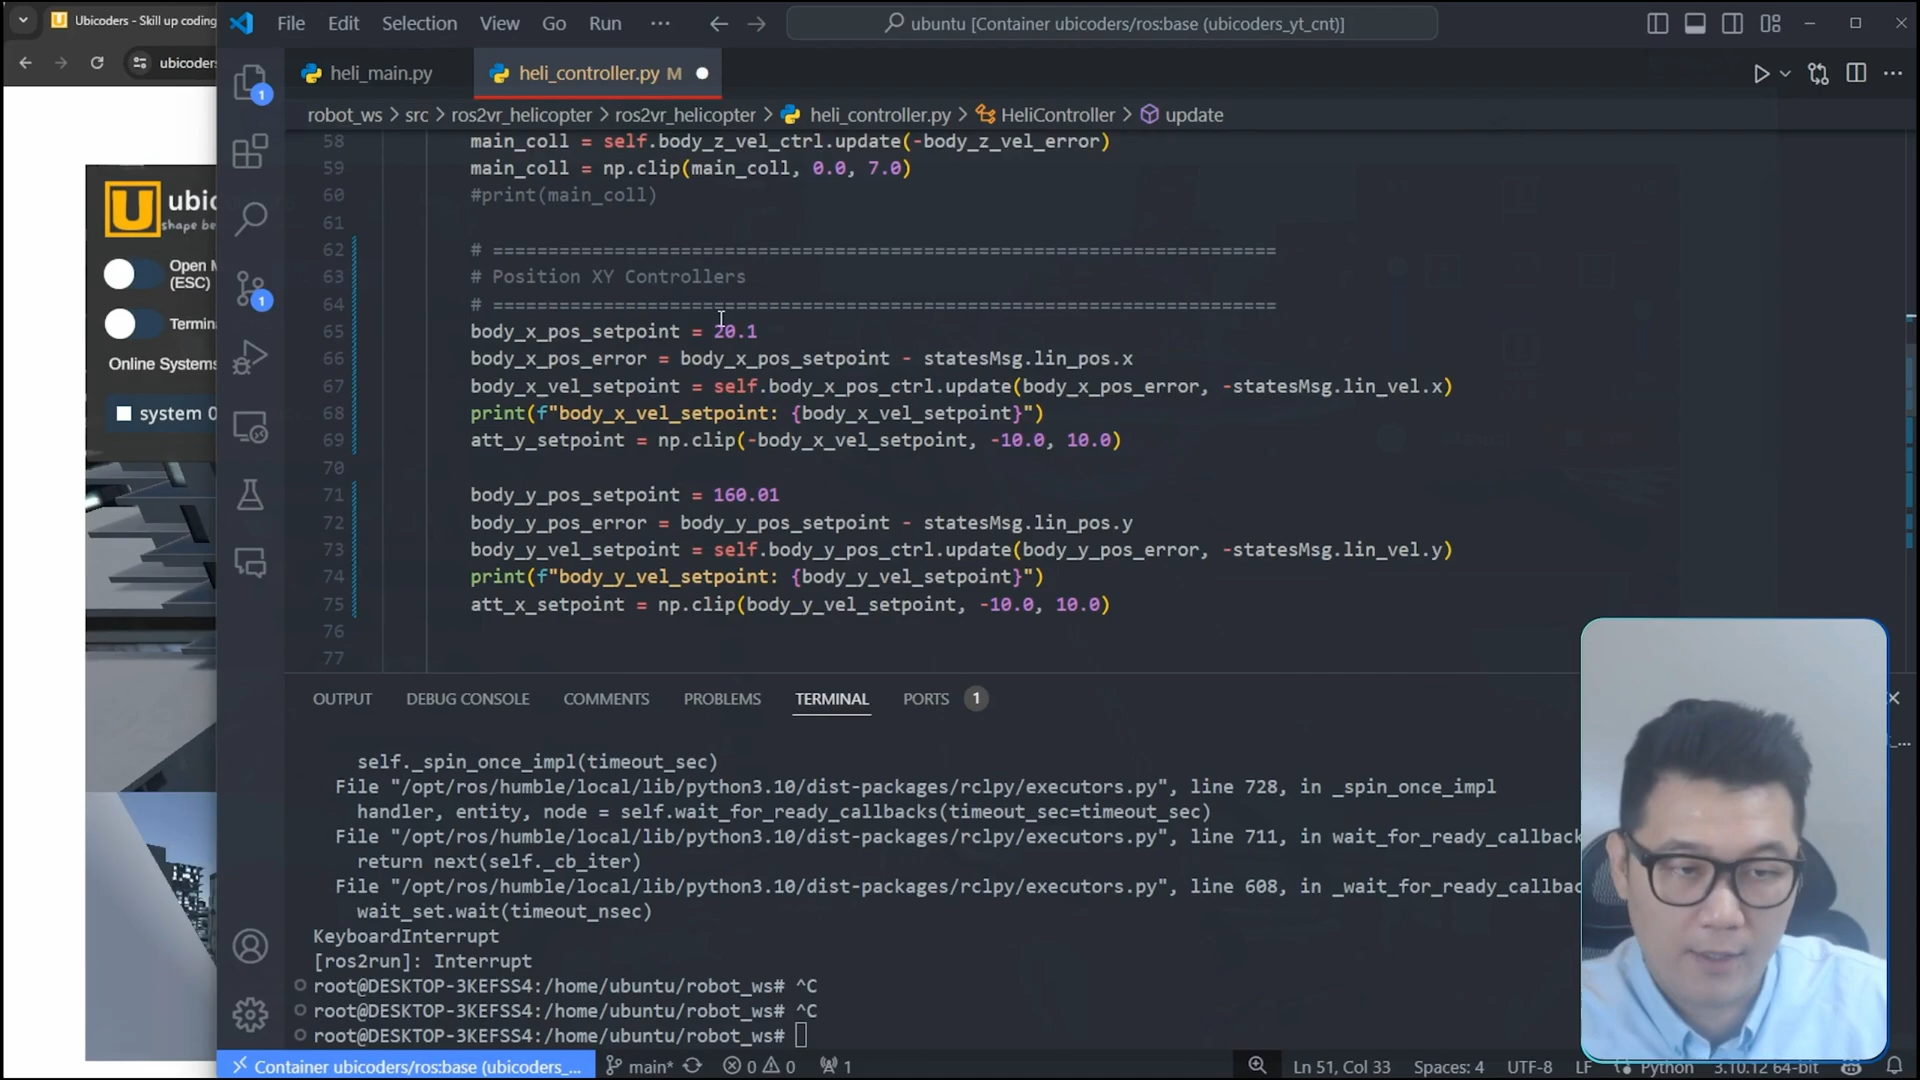 Ubicoders - Skill up coding
ubicoders
File Edit Selection View Go Run ubuntu [Container ubicoders/ros:base (ubicoders_yt_cnt)]
heli_main.py heli_controller.py M
robot_ws > src > ros2vr_helicopter > ros2vr_helicopter > heli_controller.py > HeliController > update
58 main_coll = self.body_z_vel_ctrl.update(-body_z_vel_error)
59 main_coll = np.clip(main_coll, 0.0, 7.0)
60 #print(main_coll)
61
62 # =======================================================================
63 # Position XY Controllers
64 # =======================================================================
65 body_x_pos_setpoint = 20.1
66 body_x_pos_error = body_x_pos_setpoint - statesMsg.lin_pos.x
67 body_x_vel_setpoint = self.body_x_pos_ctrl.update(body_x_pos_error, -statesMsg.lin_vel.x)
68 print(f"body_x_vel_setpoint: {body_x_vel_setpoint}")
69 att_y_setpoint = np.clip(-body_x_vel_setpoint, -10.0, 10.0)
70
71 body_y_pos_setpoint = 160.01
72 body_y_pos_error = body_y_pos_setpoint - statesMsg.lin_pos.y
73 body_y_vel_setpoint = self.body_y_pos_ctrl.update(body_y_pos_error, -statesMsg.lin_vel.y)
74 print(f"body_y_vel_setpoint: {body_y_vel_setpoint}")
75 att_x_setpoint = np.clip(body_y_vel_setpoint, -10.0, 10.0)
76
77
U ubic
shape be
Open M
(ESC)
Termin
Online Systems
system 0
1
1
OUTPUT DEBUG CONSOLE COMMENTS PROBLEMS TERMINAL PORTS 1
self._spin_once_impl(timeout_sec)
File "/opt/ros/humble/local/lib/python3.10/dist-packages/rclpy/executors.py", line 728, in _spin_once_impl
handler, entity, node = self.wait_for_ready_callbacks(timeout_sec=timeout_sec)
File "/opt/ros/humble/local/lib/python3.10/dist-packages/rclpy/executors.py", line 711, in wait_for_ready_callback
return next(self._cb_iter)
File "/opt/ros/humble/local/lib/python3.10/dist-packages/rclpy/executors.py", line 608, in _wait_for_ready_callbac
wait_set.wait(timeout_nsec)
KeyboardInterrupt
[ros2run]: Interrupt
root@DESKTOP-3KEFSS4:/home/ubuntu/robot_ws# ^C
root@DESKTOP-3KEFSS4:/home/ubuntu/robot_ws# ^C
root@DESKTOP-3KEFSS4:/home/ubuntu/robot_ws#
Container ubicoders/ros:base (ubicoders_... main* 0 0 1 Ln 51, Col 33 Spaces: 4 UTF-8 LF Python 3.10.12 64-bit